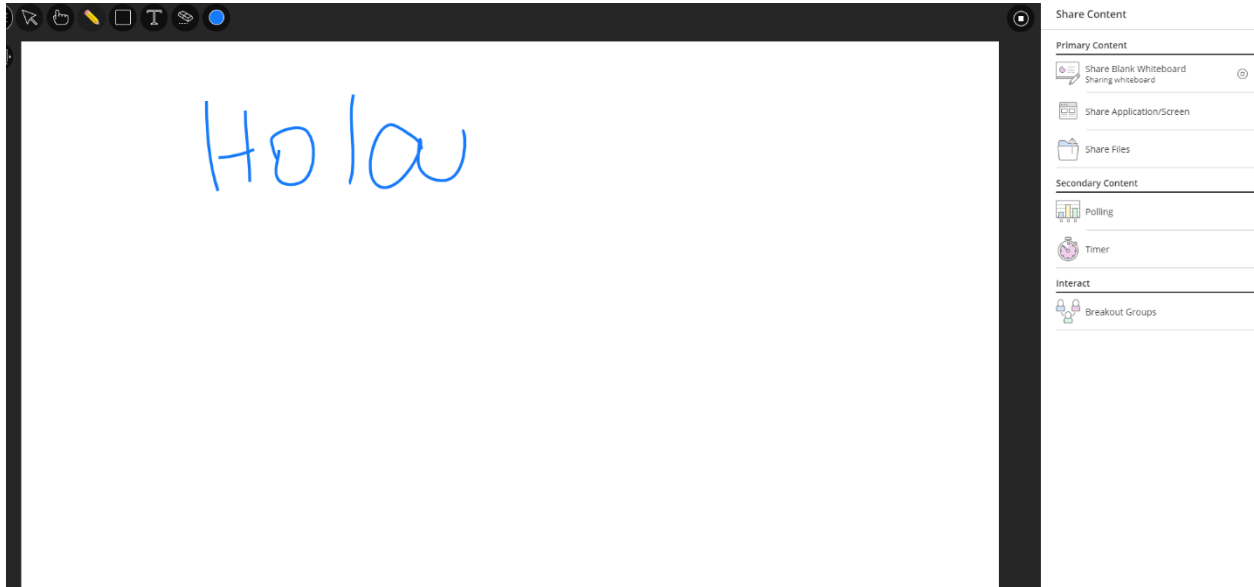 Share Content
Primary Content
Share Blank Whiteboard
Sharing whiteboard
Share Application/Screen
Share Files
Secondary Content
Polling
Timer
Interact
Breakout Groups
T
Hola